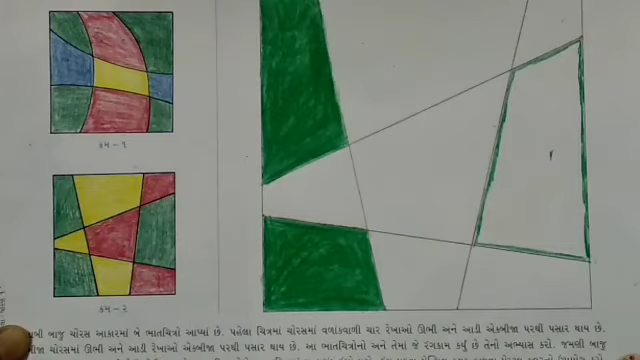 ક્રમ – ૧
ક્રમ – ૨
બાજુ ચોરસ આકારમાં બે ભાતચિત્રો આપ્યાં છે. પહેલા ચિત્રમાં ચોરસમાં વળાંકવાળી ચાર રેખાઓ ઊભી અને આડી એકબીજા પરથી પસાર થાય છે.
ચોરસમાં ઊભી અને આડી રેખાઓ એકબીજા પરથી પસાર થાય છે. આ ભાતચિત્રોનો અને તેમાં જે રંગકામ કર્યું છે તેનો અભ્યાસ કરો. જમણી બાજુ